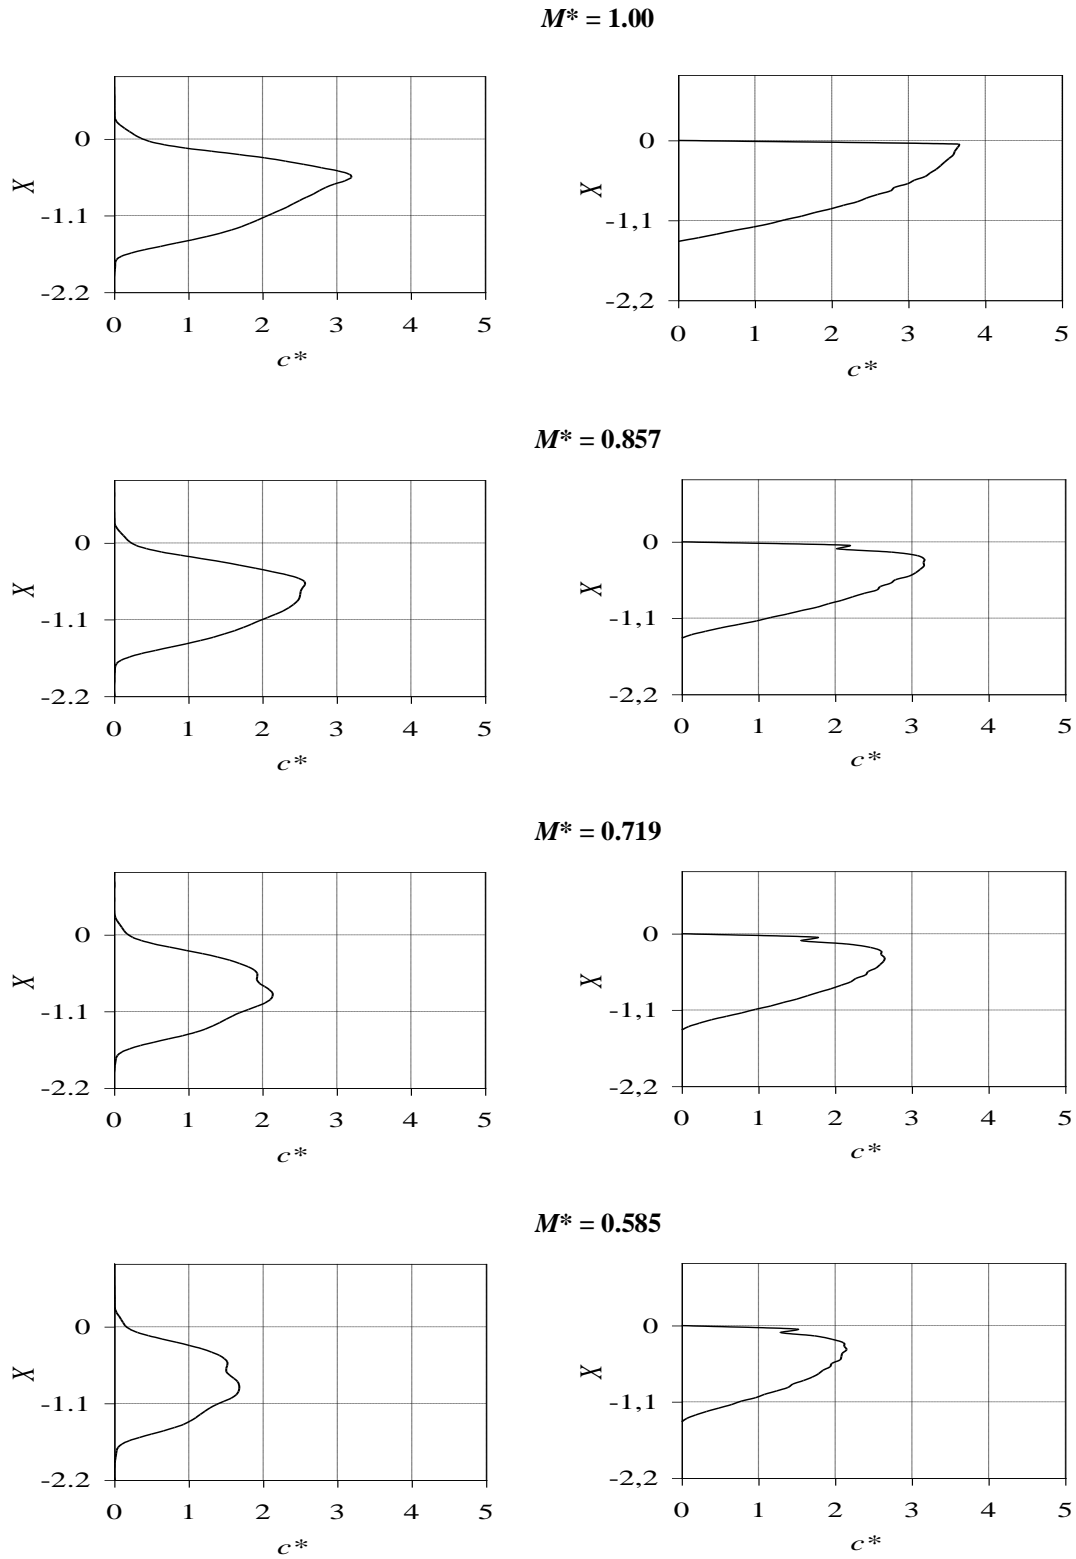 M* = 1.00
0
-1.1
-2.2
X
0 1 2 3 4 5
c*
0
-1,1
-2,2
X
0 1 2 3 4 5
c*
M* = 0.857
0
-1.1
-2.2
X
0 1 2 3 4 5
c*
0
-1,1
-2,2
X
0 1 2 3 4 5
c*
M* = 0.719
0
-1.1
-2.2
X
0 1 2 3 4 5
c*
0
-1,1
-2,2
X
0 1 2 3 4 5
c*
M* = 0.585
0
-1.1
-2.2
X
0 1 2 3 4 5
c*
0
-1,1
-2,2
X
0 1 2 3 4 5
c*